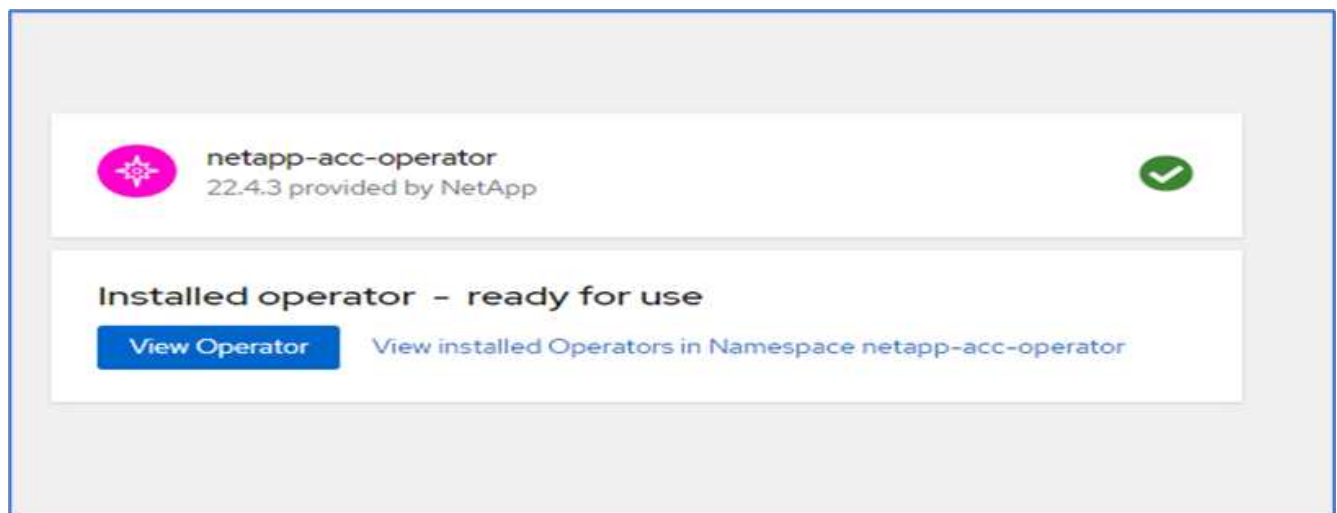 netapp-acc-operator
22.4.3 provided by NetApp
Installed operator - ready for use
View Operator View installed Operators in Namespace netapp-acc-operator